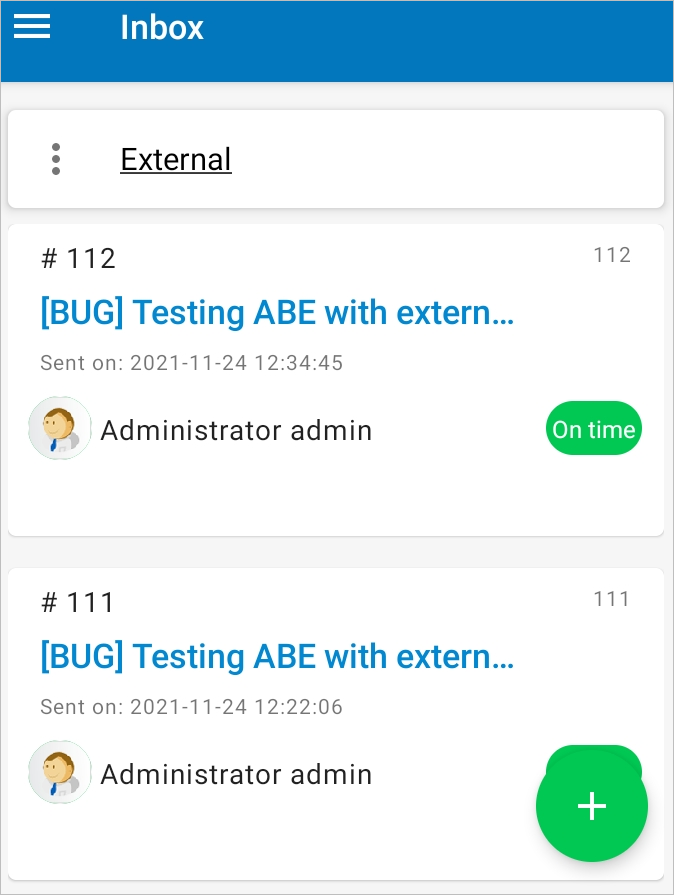 Inbox
External
# 112
112
[BUG] Testing ABE with extern...
Sent on: 2021-11-24 12:34:45
Administrator admin
On time
# 111
111
[BUG] Testing ABE with extern...
Sent on: 2021-11-24 12:22:06
Administrator admin
+